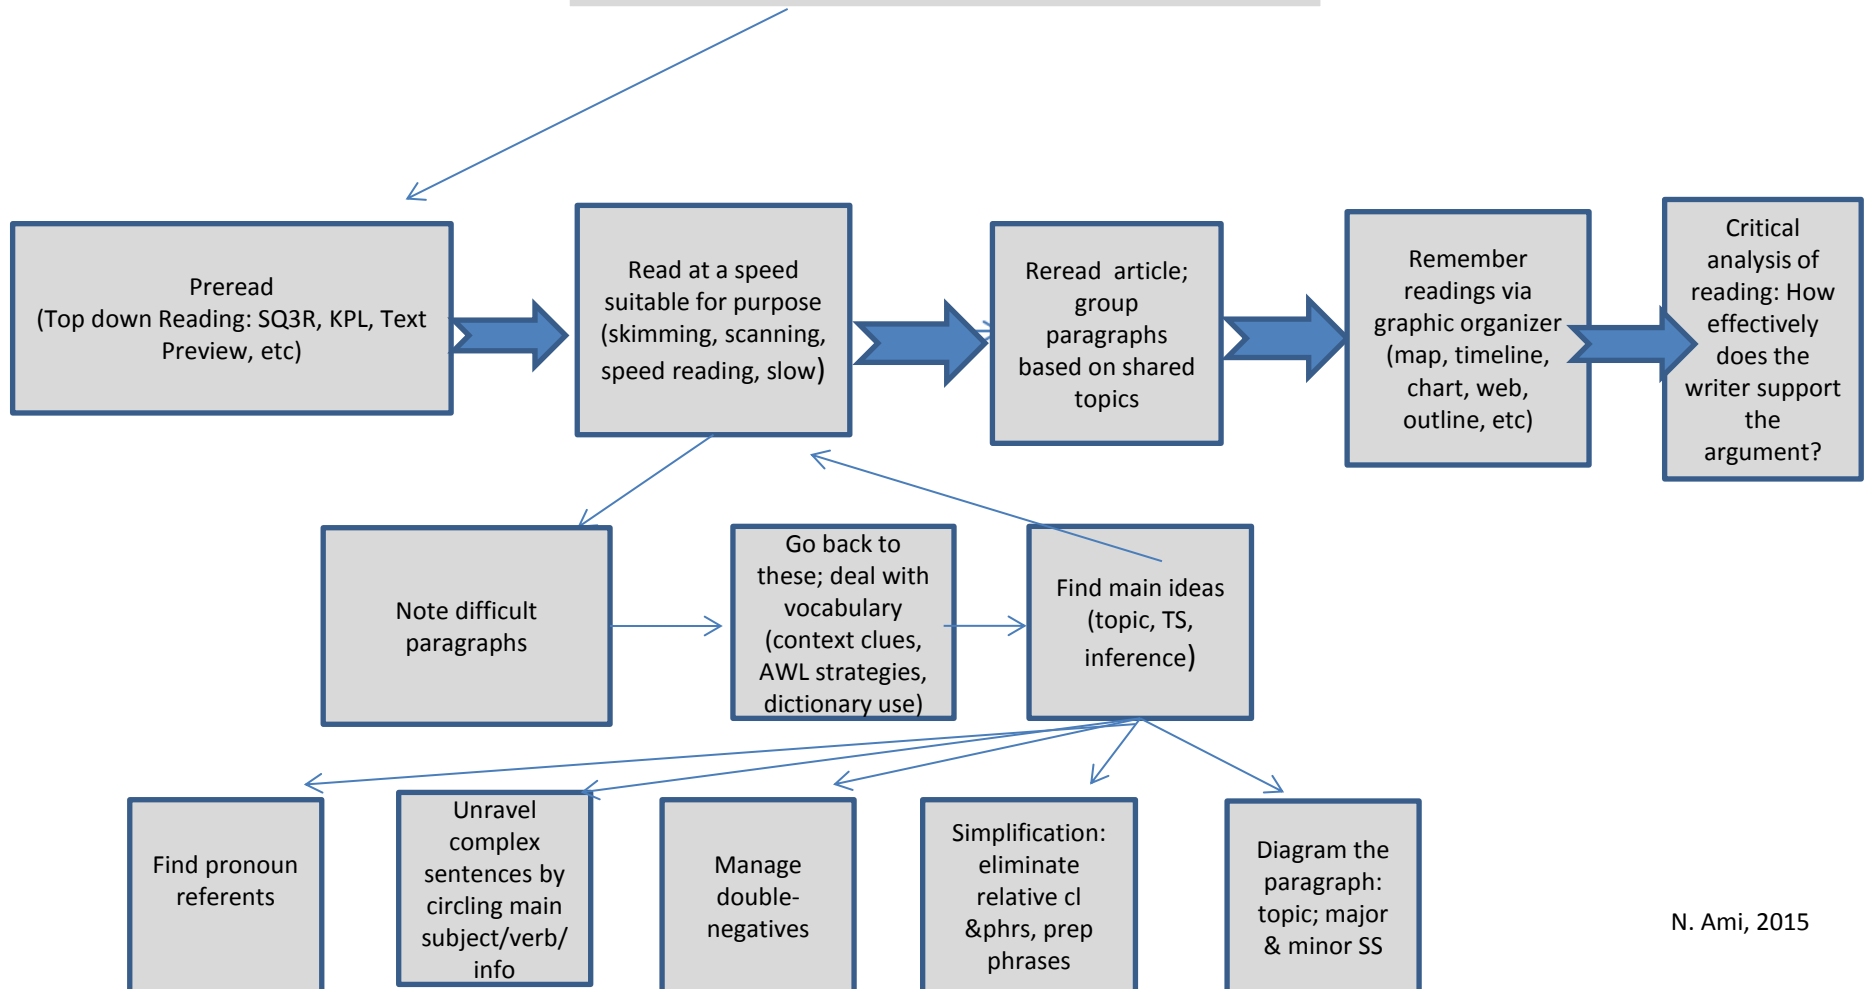 Preread
(Top down Reading: SQ3R, KPL, Text
Preview, etc)
Read at a speed
suitable for purpose
(skimming, scanning,
speed reading, slow)
Reread article;
group
paragraphs
based on shared
topics
Remember
readings via
graphic organizer
(map, timeline,
chart, web,
outline, etc)
Critical
analysis of
reading: How
effectively
does the
writer support
the
argument?
Note difficult
paragraphs
Go back to
these; deal with
vocabulary
(context clues,
AWL strategies,
dictionary use)
Find main ideas
(topic, TS,
inference)
Find pronoun
referents
Unravel
complex
sentences by
circling main
subject/verb/
info
Manage
double-
negatives
Simplification:
eliminate
relative cl
&phrs, prep
phrases
Diagram the
paragraph:
topic; major
& minor SS
N. Ami, 2015